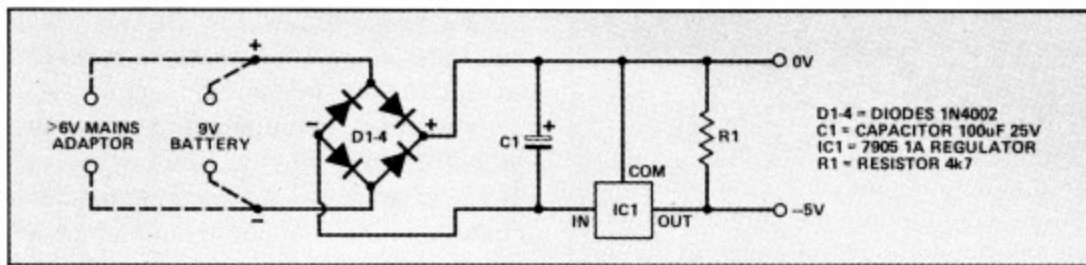 +
>6V MAINS
ADAPTOR
9V
BATTERY
–
–
D1-4
+
C1
+
COM
IN
IC1
OUT
R1
0V
–5V
D1-4 = DIODES 1N4002
C1 = CAPACITOR 100uF 25V
IC1 = 7905 1A REGULATOR
R1 = RESISTOR 4k7